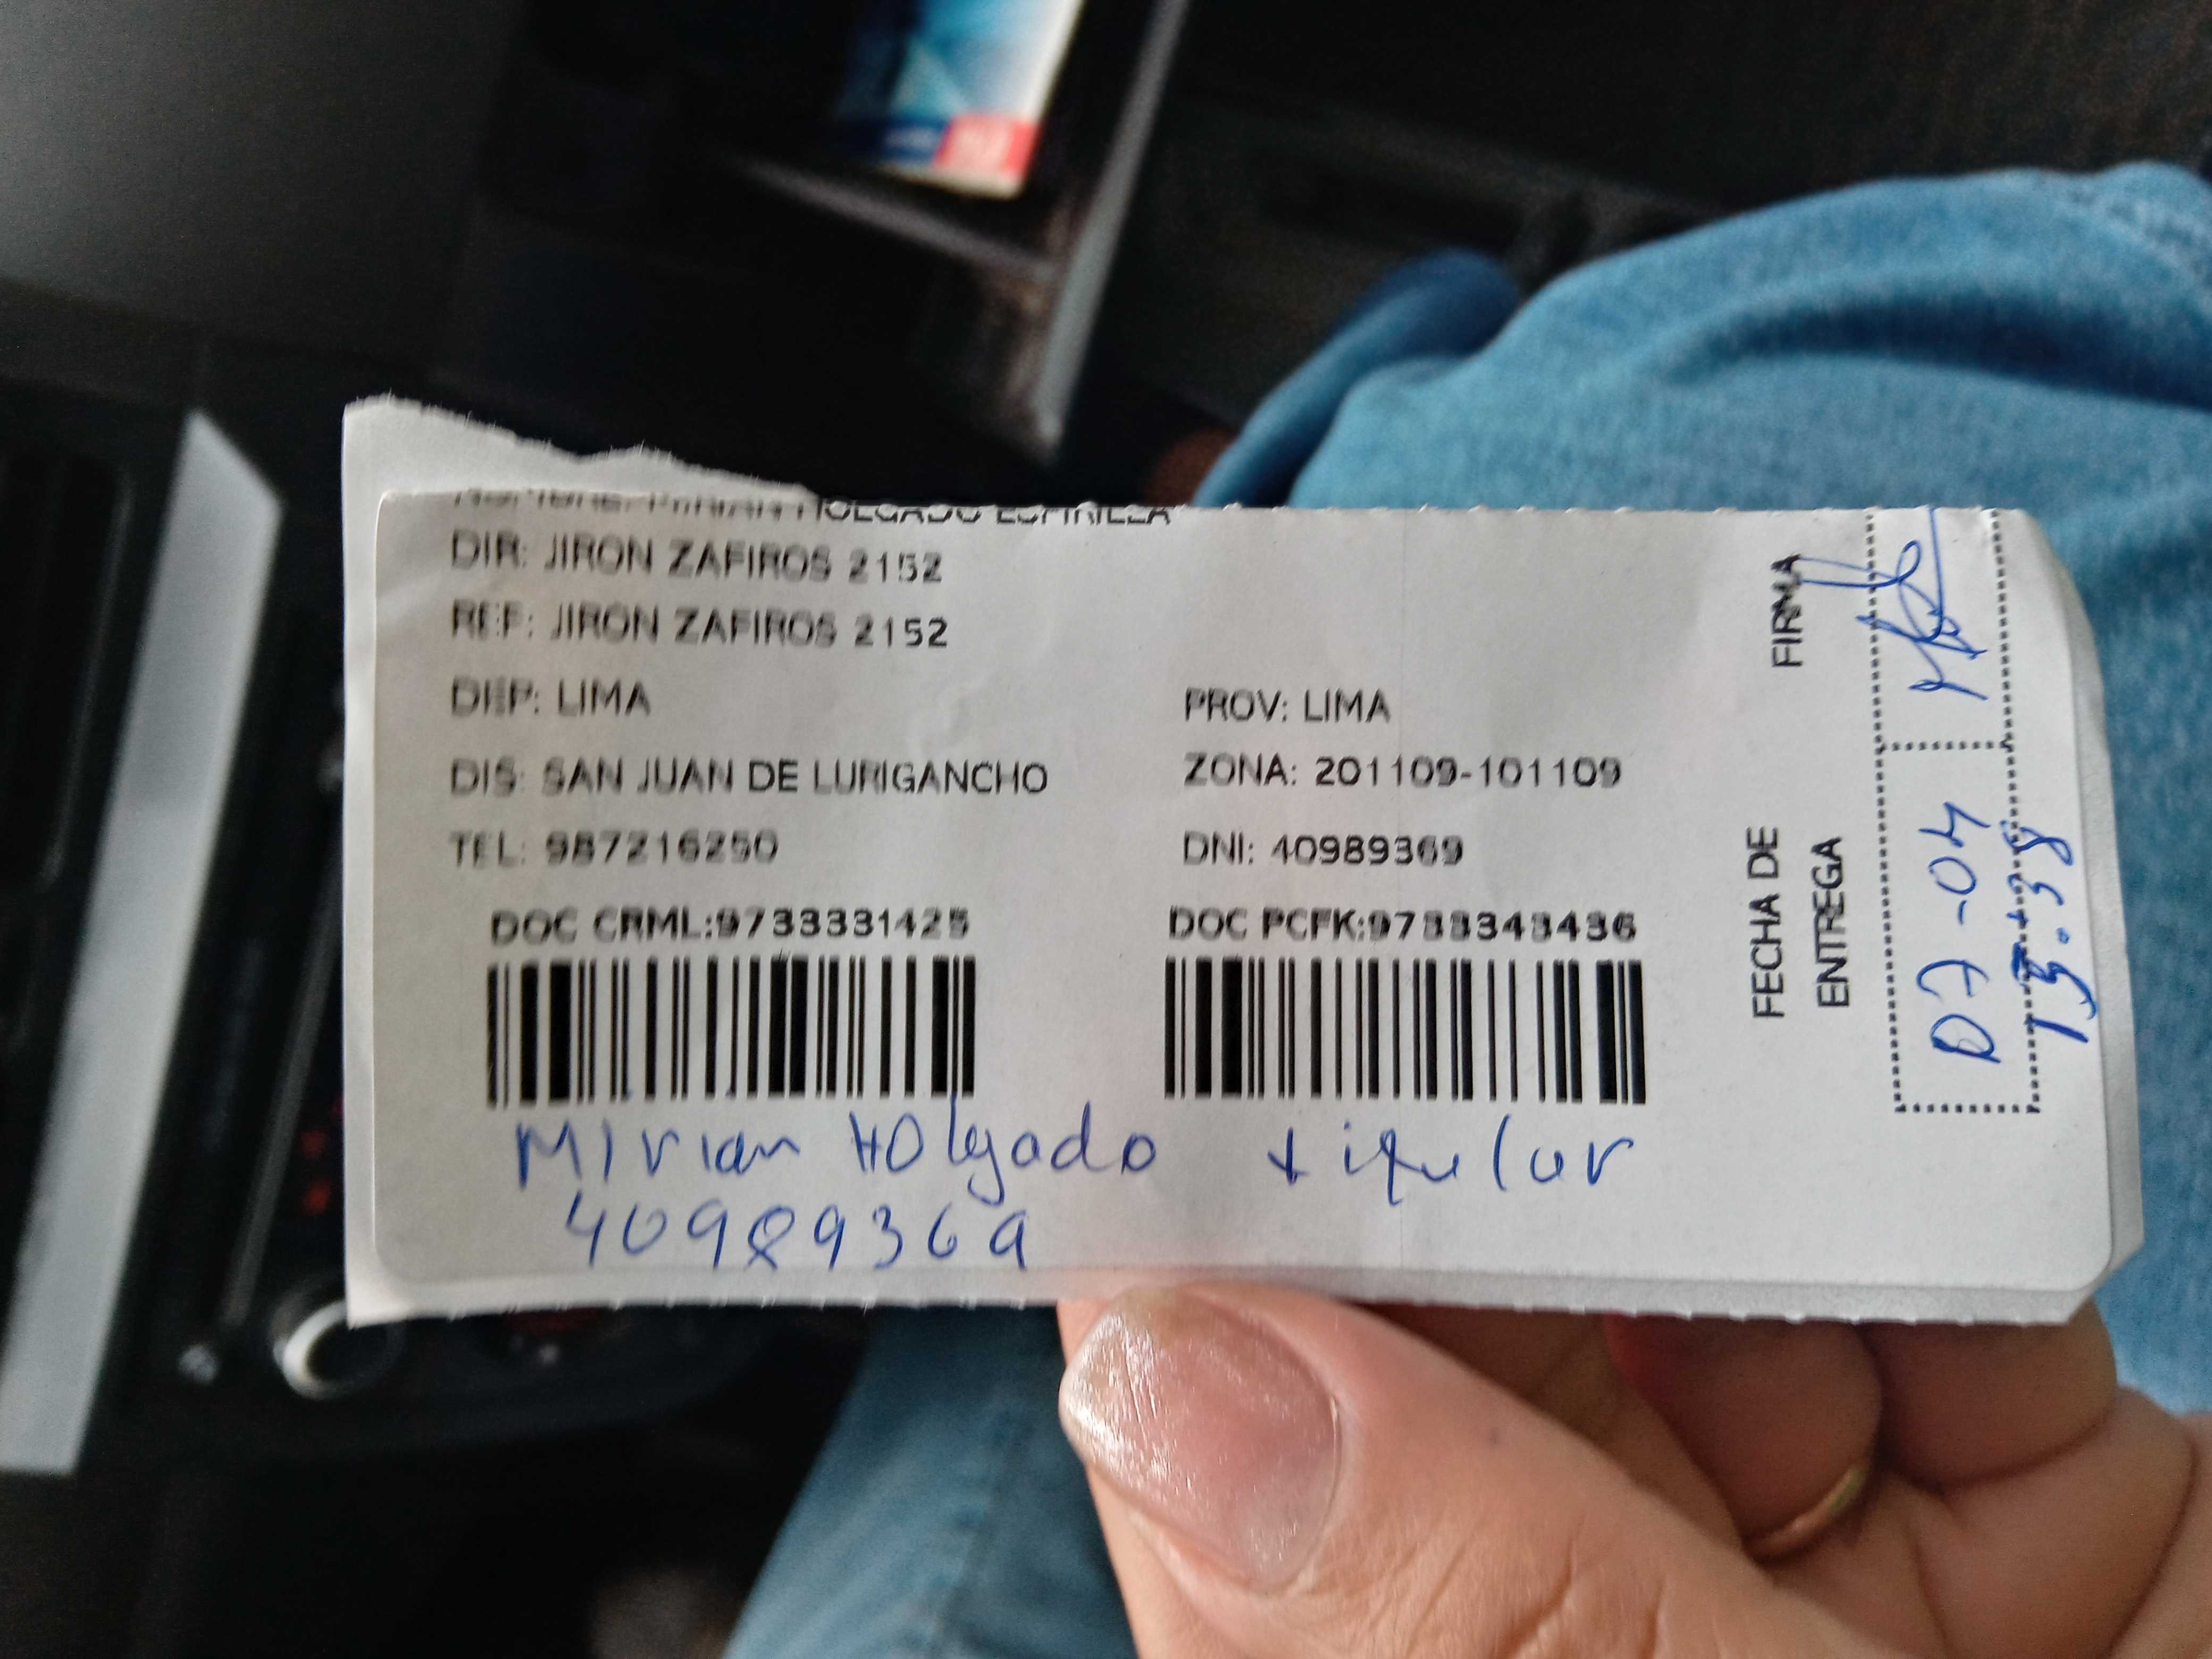 DIR: JIRON ZAFIROS 2152
REF: JIRON ZAFIROS 2152
DEP: LIMA PROV: LIMA
DIS: SAN JUAN DE LURIGANCHO ZONA: 201109-101109
TEL: 987216250 DNI: 40989369
DOC CRML:9733331425 DOC PCFK:9733343436
Mirian Holgado titular
40989369
FIRMA
FECHA DE
ENTREGA
07-04